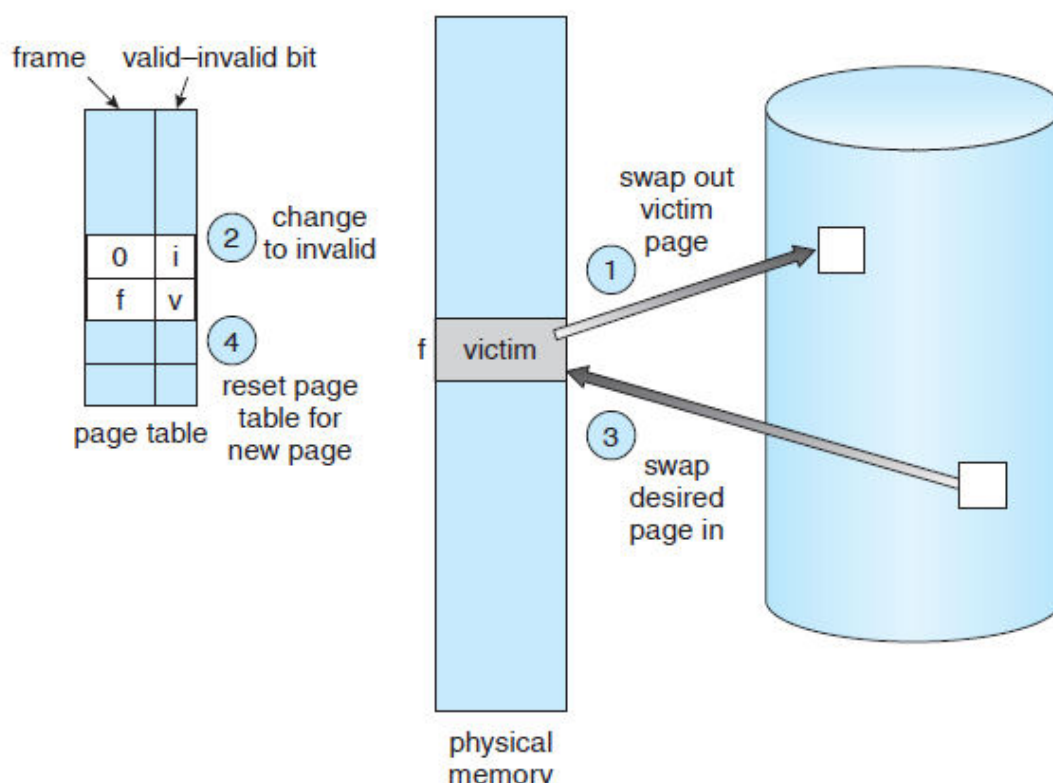 frame
valid–invalid bit
0
i
f
v
2
change
to invalid
4
reset page
table for
new page
page table
f
victim
physical
memory
1
swap out
victim
page
3
swap
desired
page in